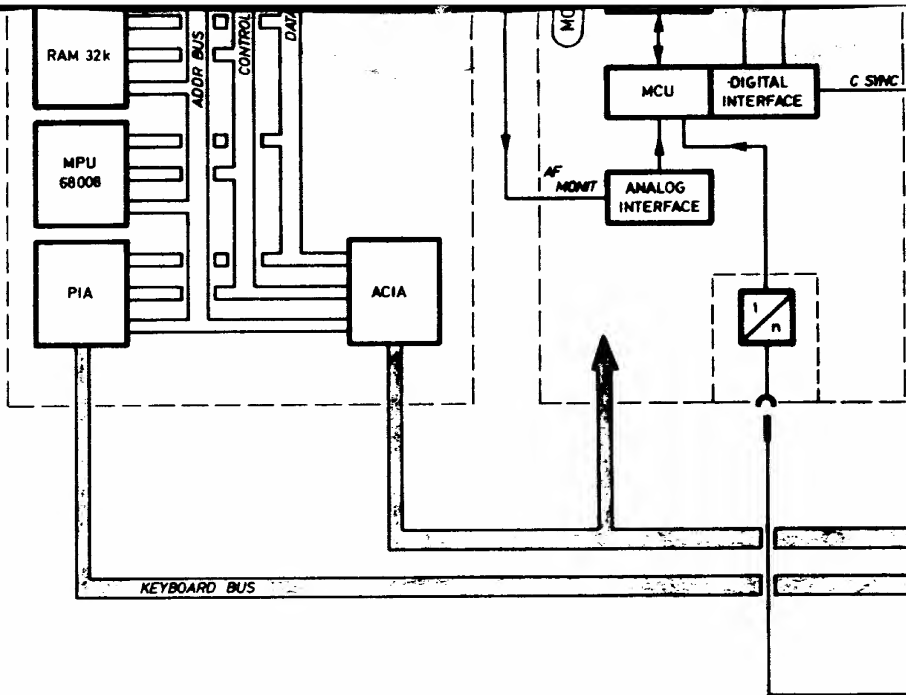 RAM 32k
ADDR BUS
CONTROL
DATA
MPU
68008
PIA
ACIA
MCU
DIGITAL
INTERFACE
C SYNC
AF
MONIT
ANALOG
INTERFACE
1
n
KEYBOARD BUS